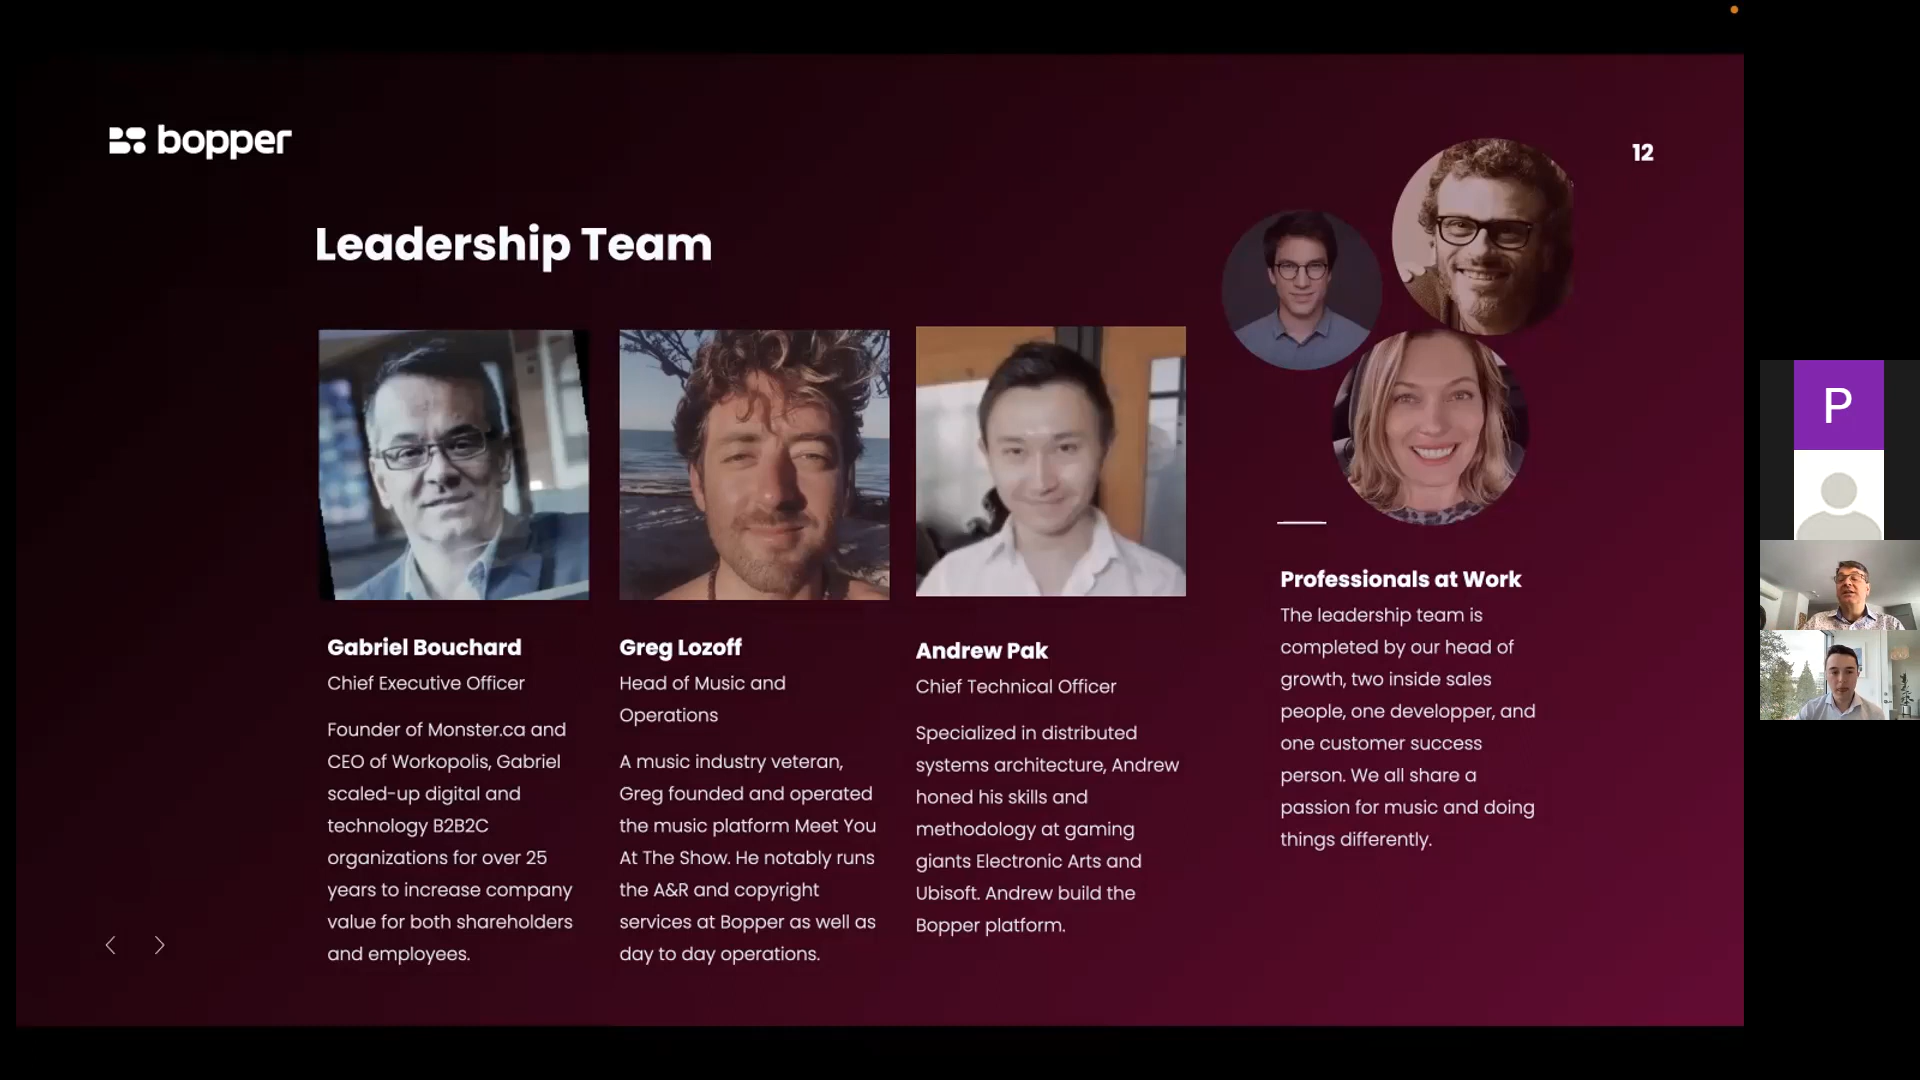 bopper
12
Leadership Team
Gabriel Bouchard
Chief Executive Officer
Founder of Monster.ca and
CEO of Workopolis, Gabriel
scaled-up digital and
technology B2B2C
organizations for over 25
years to increase company
value for both shareholders
and employees.
Greg Lozoff
Head of Music and
Operations
A music industry veteran,
Greg founded and operated
the music platform Meet You
At The Show. He notably runs
the A&R and copyright
services at Bopper as well as
day to day operations.
Andrew Pak
Chief Technical Officer
Specialized in distributed
systems architecture, Andrew
honed his skills and
methodology at gaming
giants Electronic Arts and
Ubisoft. Andrew build the
Bopper platform.
Professionals at Work
The leadership team is
completed by our head of
growth, two inside sales
people, one developper, and
one customer success
person. We all share a
passion for music and doing
things differently.
P